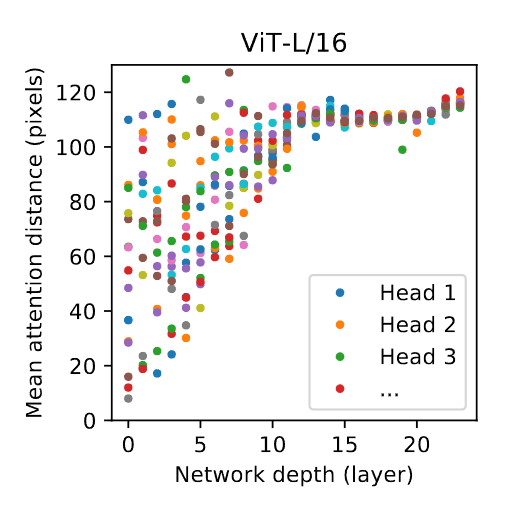 ViT-L/16
Mean attention distance (pixels)
120
100
80
60
40
20
0
Head 1
Head 2
Head 3
...
0
5
10
15
20
Network depth (layer)